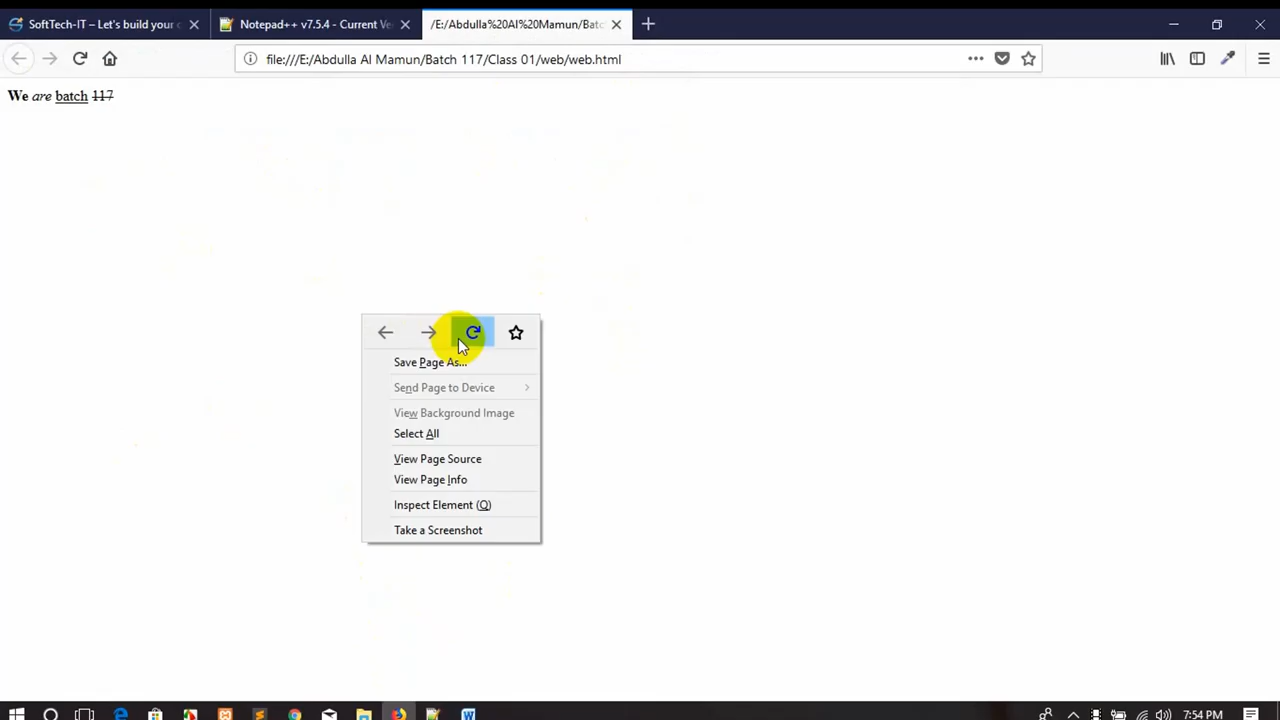 SoftTech-IT – Let's build your
Notepad++ v7.5.4 - Current Ve
/E:/Abdulla%20Al%20Mamun/Batc
file:///E:/Abdulla Al Mamun/Batch 117/Class 01/web/web.html
We are batch 117
Save Page As...
Send Page to Device
View Background Image
Select All
View Page Source
View Page Info
Inspect Element (Q)
Take a Screenshot
7:54 PM